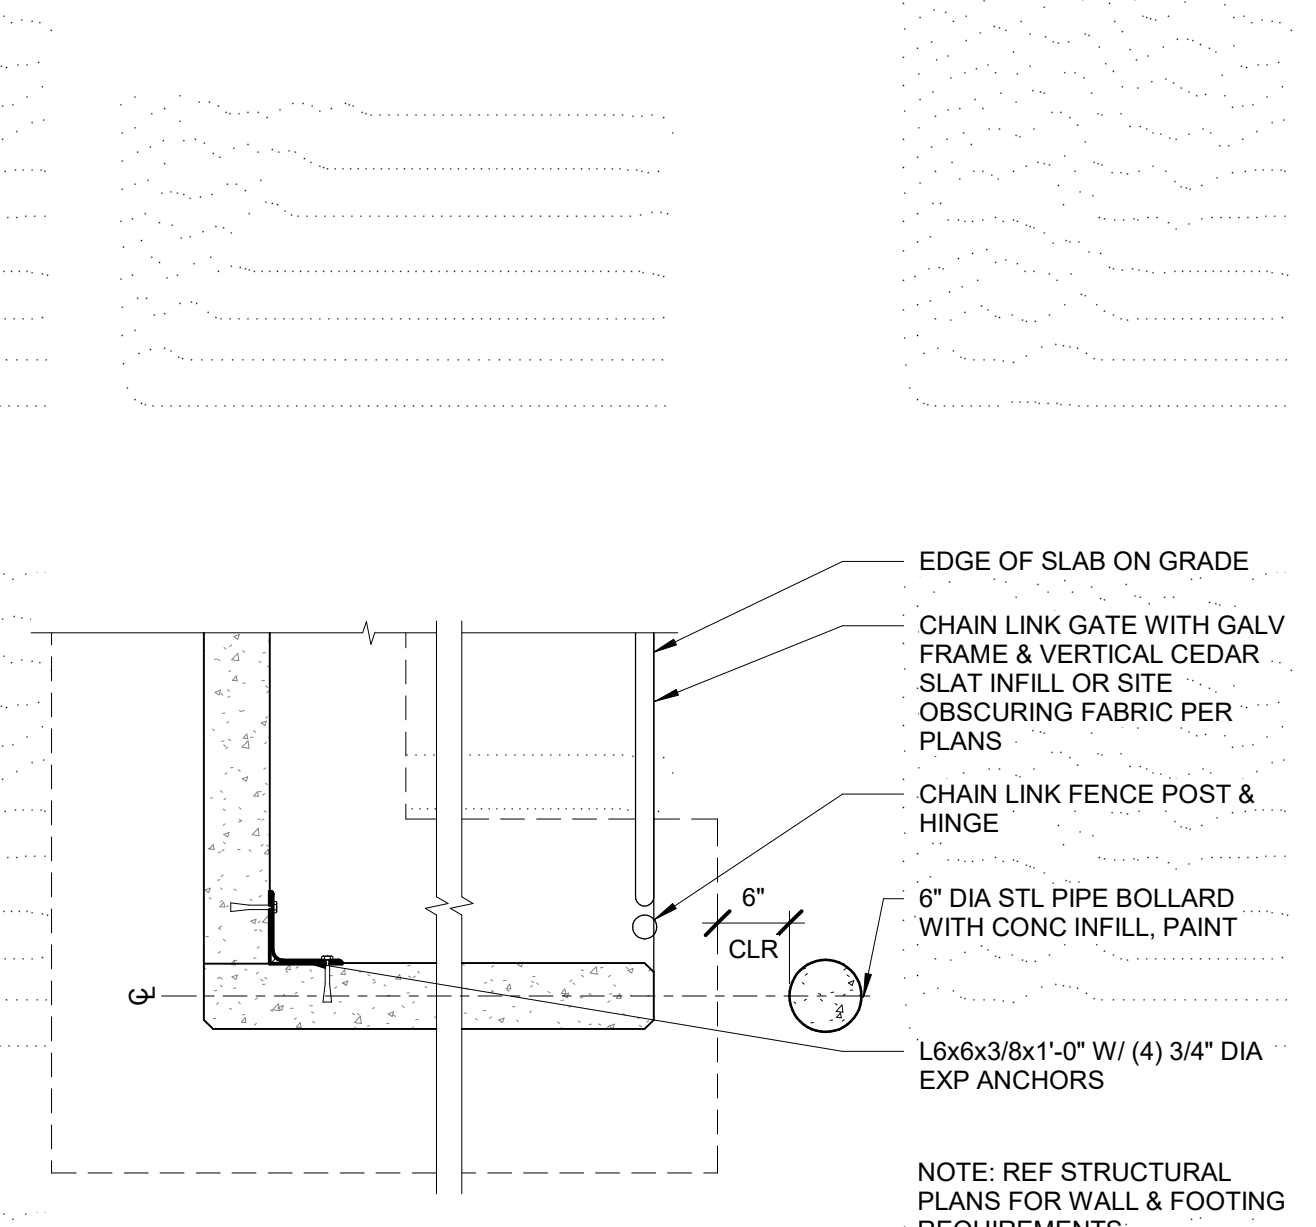 EDGE OF SLAB ON GRADE
CHAIN LINK GATE WITH GALV
FRAME & VERTICAL CEDAR
SLAT INFILL OR SITE
OBSCURING FABRIC PER
PLANS
CHAIN LINK FENCE POST &
HINGE
6"
CLR
6" DIA STL PIPE BOLLARD
WITH CONC INFILL, PAINT
℄
L6x6x3/8x1'-0" W/ (4) 3/4" DIA
EXP ANCHORS
NOTE: REF STRUCTURAL
PLANS FOR WALL & FOOTING
REQUIREMENTS